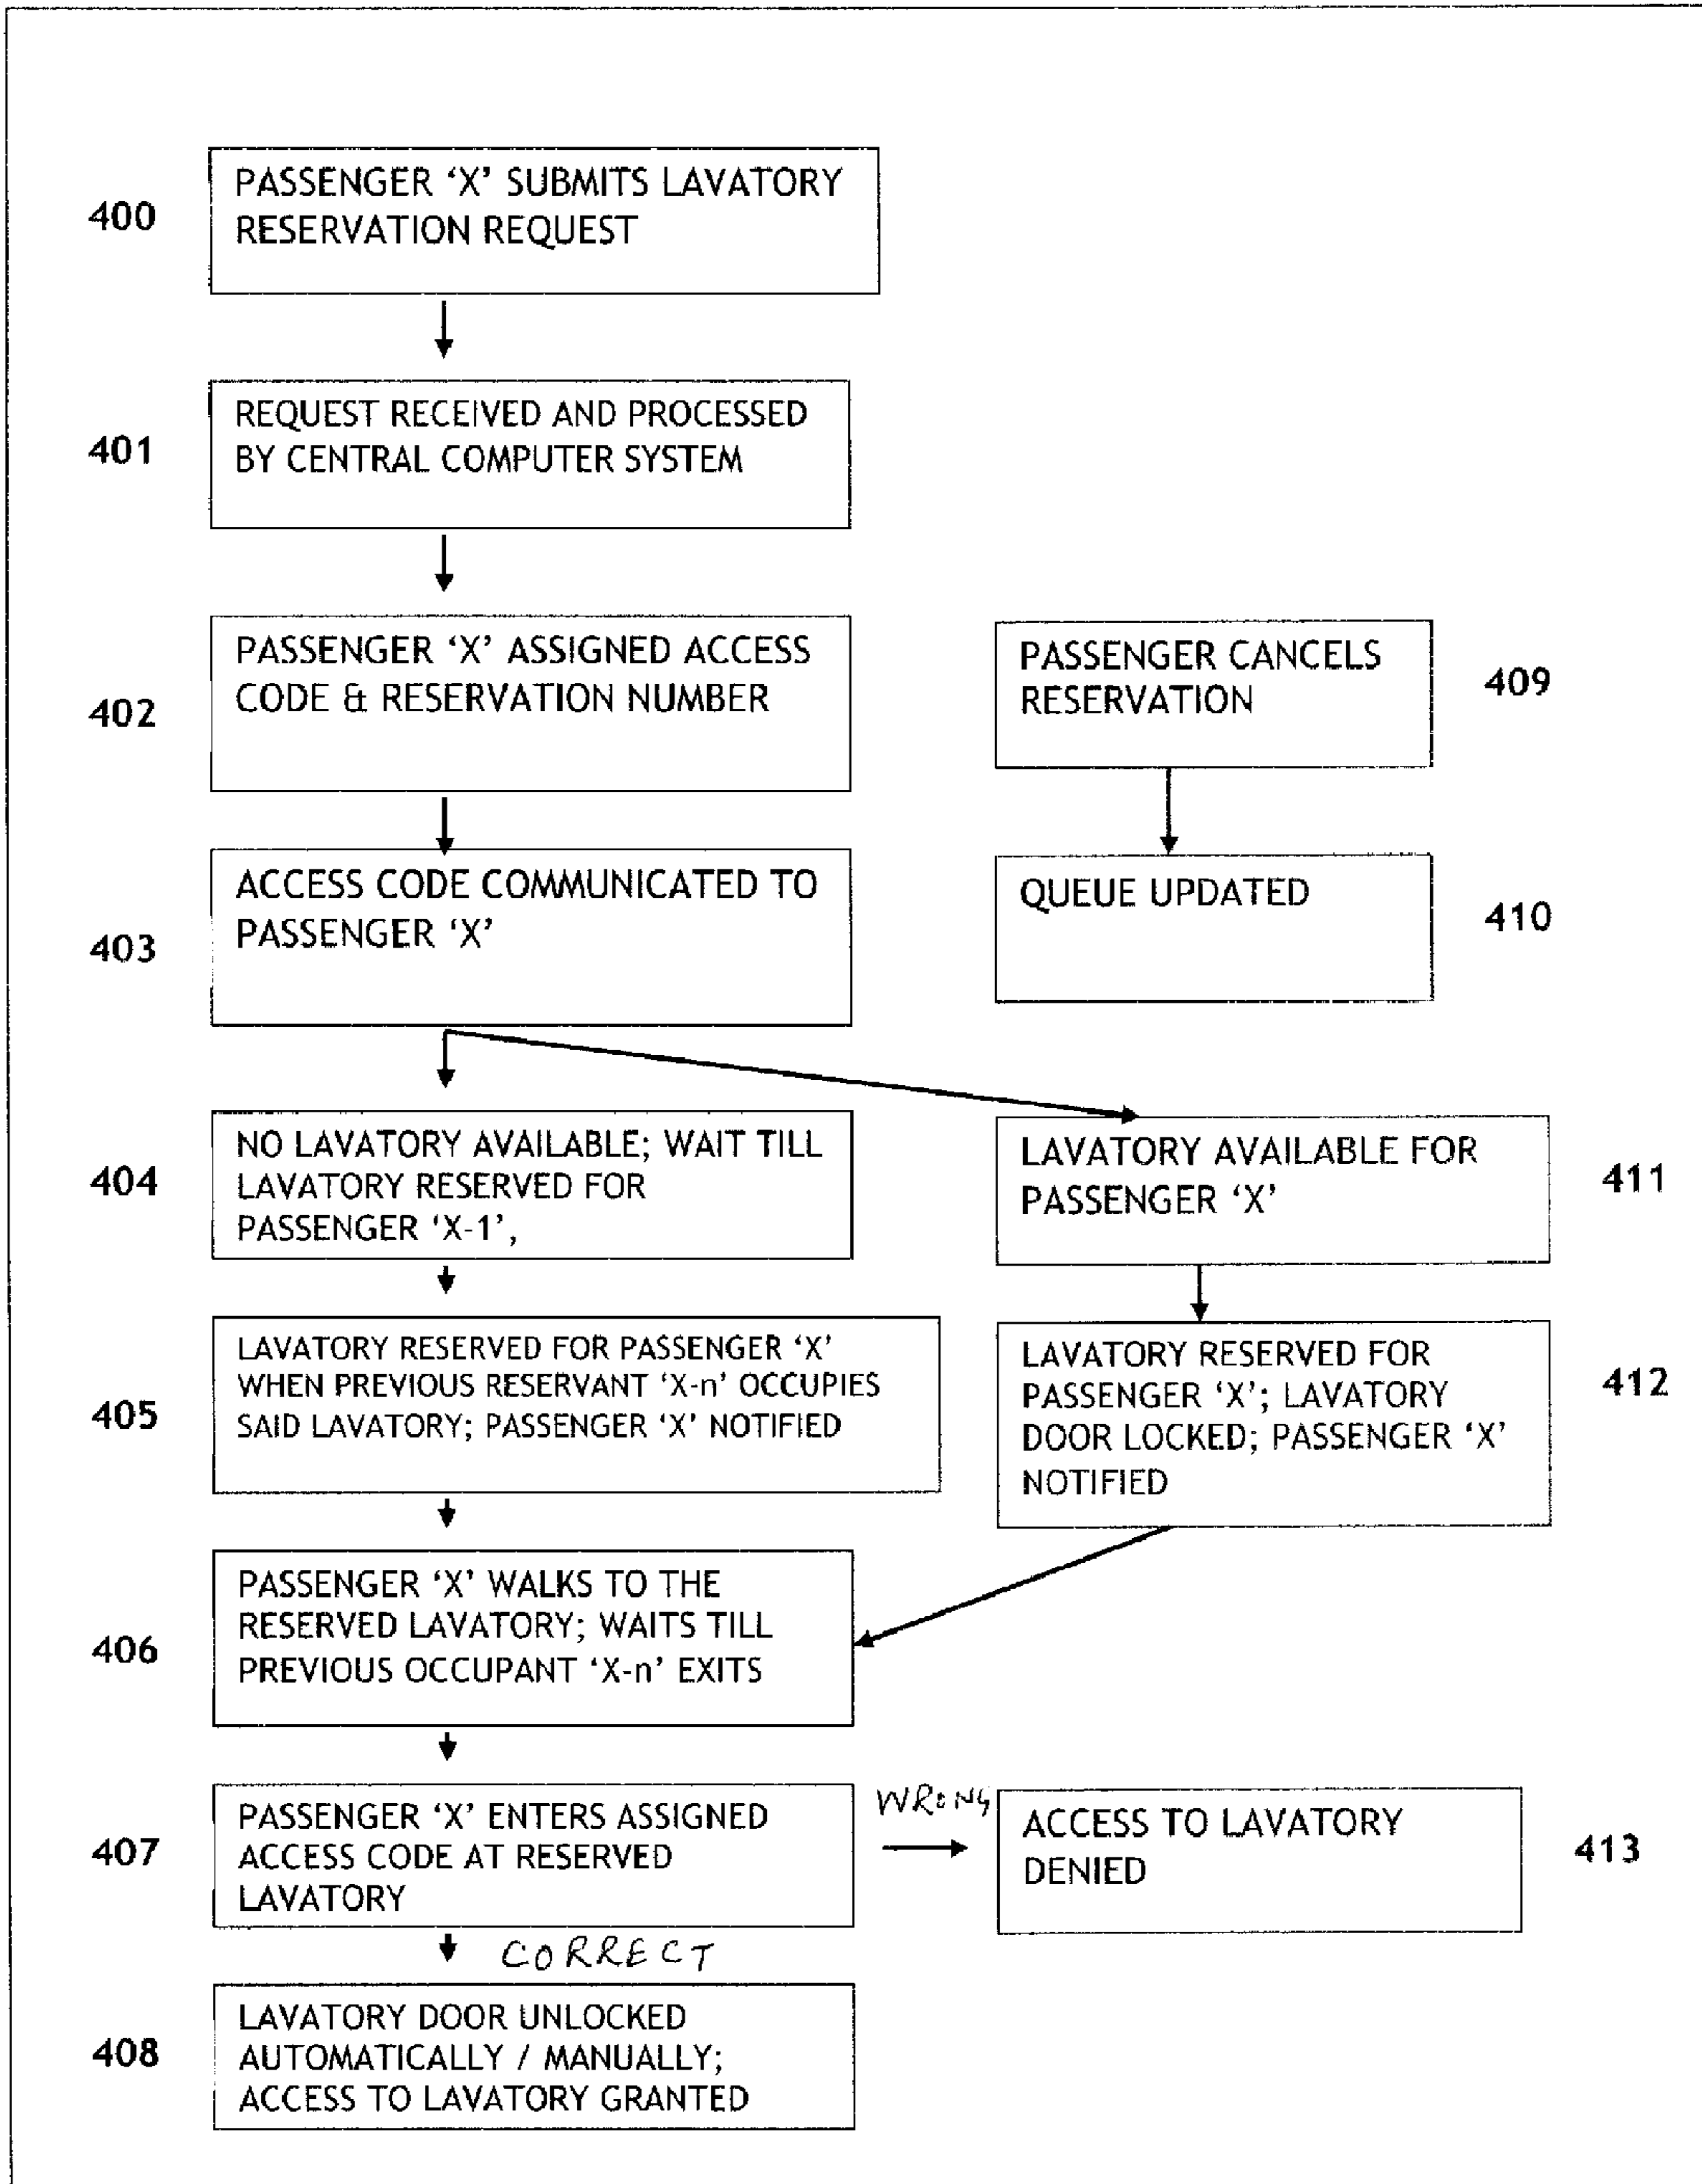 400
PASSENGER ‘X’ SUBMITS LAVATORY
RESERVATION REQUEST
401
REQUEST RECEIVED AND PROCESSED
BY CENTRAL COMPUTER SYSTEM
402
PASSENGER ‘X’ ASSIGNED ACCESS
CODE & RESERVATION NUMBER
PASSENGER CANCELS
RESERVATION
409
403
ACCESS CODE COMMUNICATED TO
PASSENGER ‘X’
QUEUE UPDATED
410
404
NO LAVATORY AVAILABLE; WAIT TILL
LAVATORY RESERVED FOR
PASSENGER ‘X-1’,
LAVATORY AVAILABLE FOR
PASSENGER ‘X’
411
405
LAVATORY RESERVED FOR PASSENGER ‘X’
WHEN PREVIOUS RESERVANT ‘X-n’ OCCUPIES
SAID LAVATORY; PASSENGER ‘X’ NOTIFIED
LAVATORY RESERVED FOR
PASSENGER ‘X’; LAVATORY
DOOR LOCKED; PASSENGER ‘X’
NOTIFIED
412
406
PASSENGER ‘X’ WALKS TO THE
RESERVED LAVATORY; WAITS TILL
PREVIOUS OCCUPANT ‘X-n’ EXITS
407
PASSENGER ‘X’ ENTERS ASSIGNED
ACCESS CODE AT RESERVED
LAVATORY
WRONG
ACCESS TO LAVATORY
DENIED
413
CORRECT
408
LAVATORY DOOR UNLOCKED
AUTOMATICALLY / MANUALLY;
ACCESS TO LAVATORY GRANTED